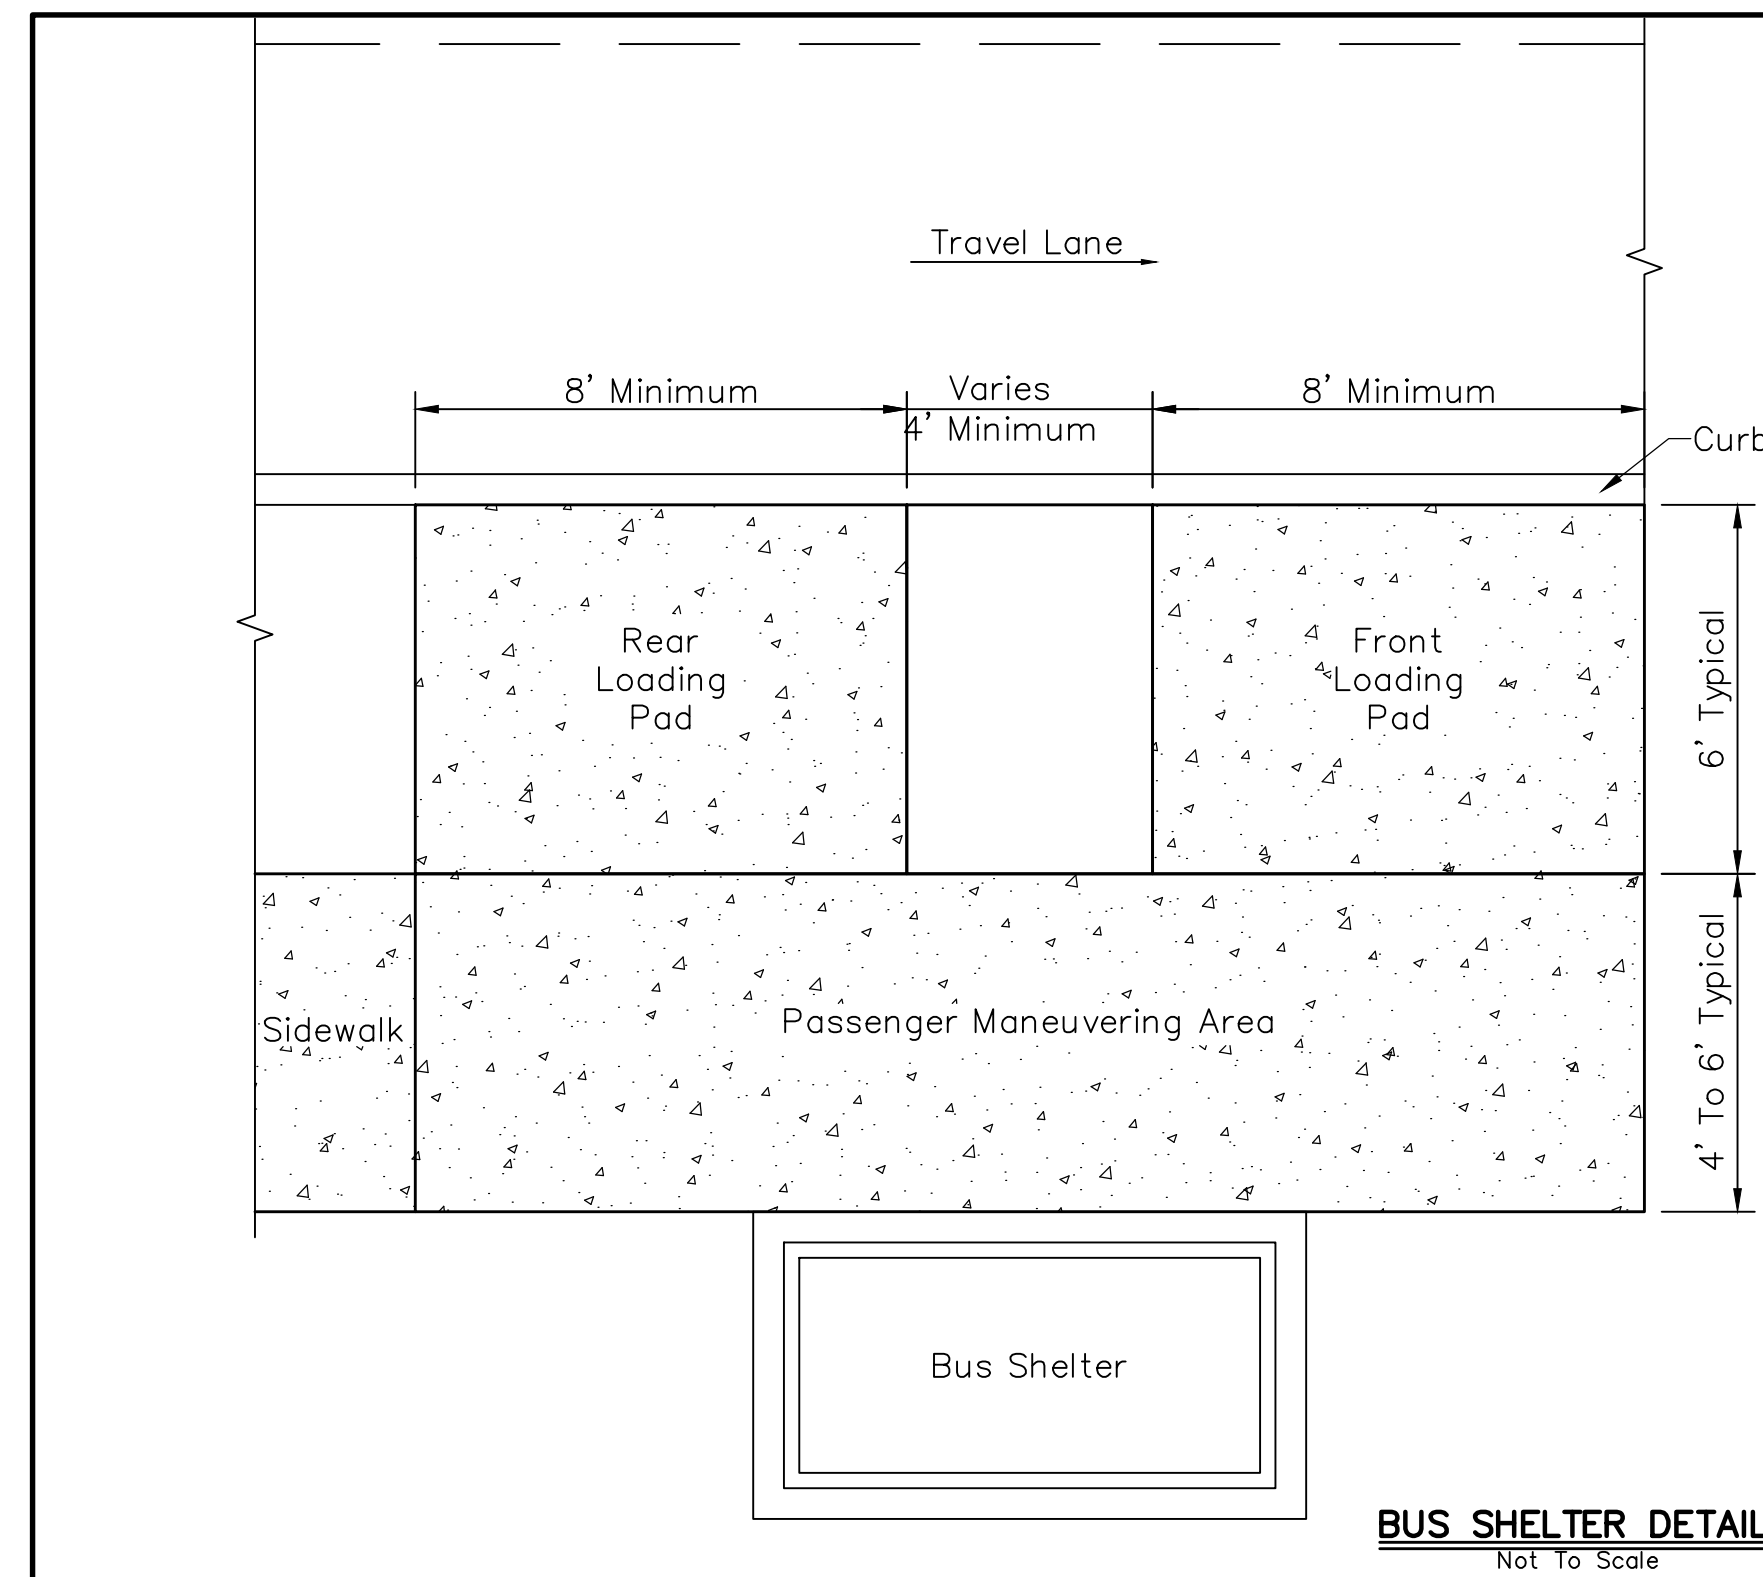 Travel Lane
8' Minimum
Varies
4' Minimum
8' Minimum
Curb
Rear
Loading
Pad
Front
Loading
Pad
6' Typical
Sidewalk
Passenger Maneuvering Area
4' To 6' Typical
Bus Shelter
BUS SHELTER DETAIL
Not To Scale